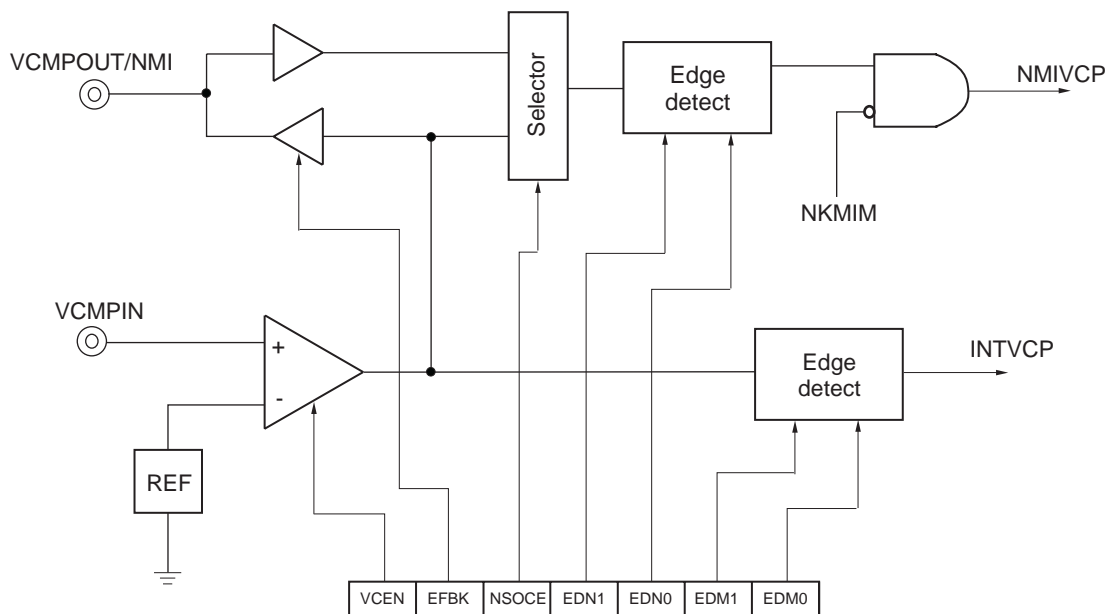 VCMPOUT/NMI
Selector
Edge
detect
NMIVCP
NKMIM
VCMPIN
+
-
REF
Edge
detect
INTVCP
VCEN EFBK NSOCE EDN1 EDN0 EDM1 EDM0